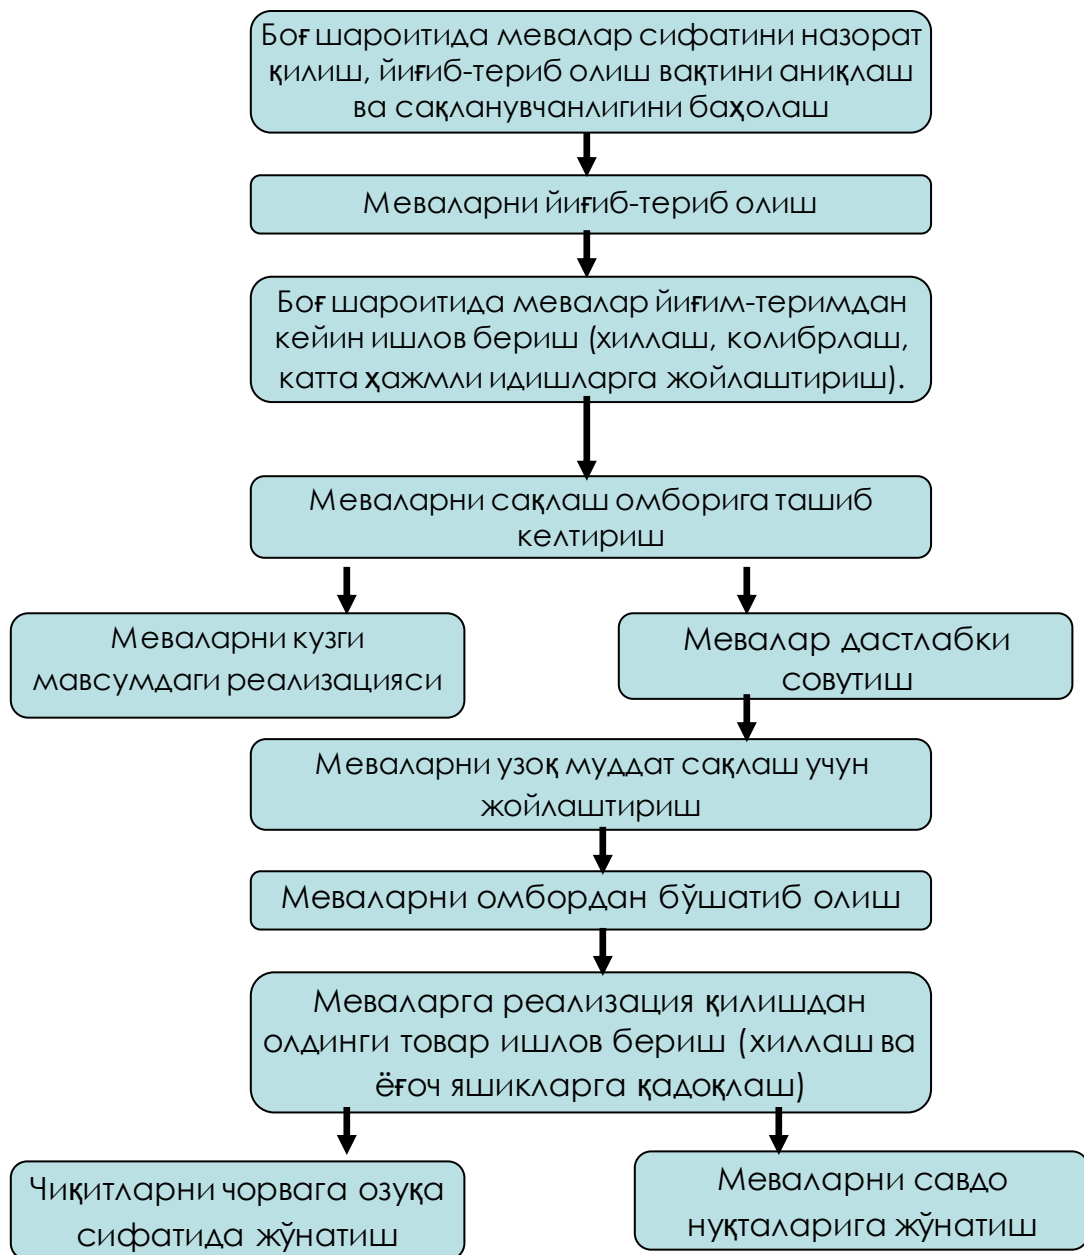 Боғ шароитида мевалар сифатини назорат
қилиш, йиғиб-териб олиш вақтини аниқлаш
ва сақланувчанлигини баҳолаш
Меваларни йиғиб-териб олиш
Боғ шароитида мевалар йиғим-теримдан
кейин ишлов бериш (хиллаш, колибрлаш,
катта ҳажмли идишларга жойлаштириш).
Меваларни сақлаш омборига ташиб
келтириш
Меваларни кузги
мавсумдаги реализацияси
Мевалар дастлабки
совутиш
Меваларни узоқ муддат сақлаш учун
жойлаштириш
Меваларни омбордан бўшатиб олиш
Меваларга реализация қилишдан
олдинги товар ишлов бериш (хиллаш ва
ёғоч яшикларга қадоқлаш)
Чиқитларни чорвага озуқа
сифатида жўнатиш
Меваларни савдо
нуқталарига жўнатиш